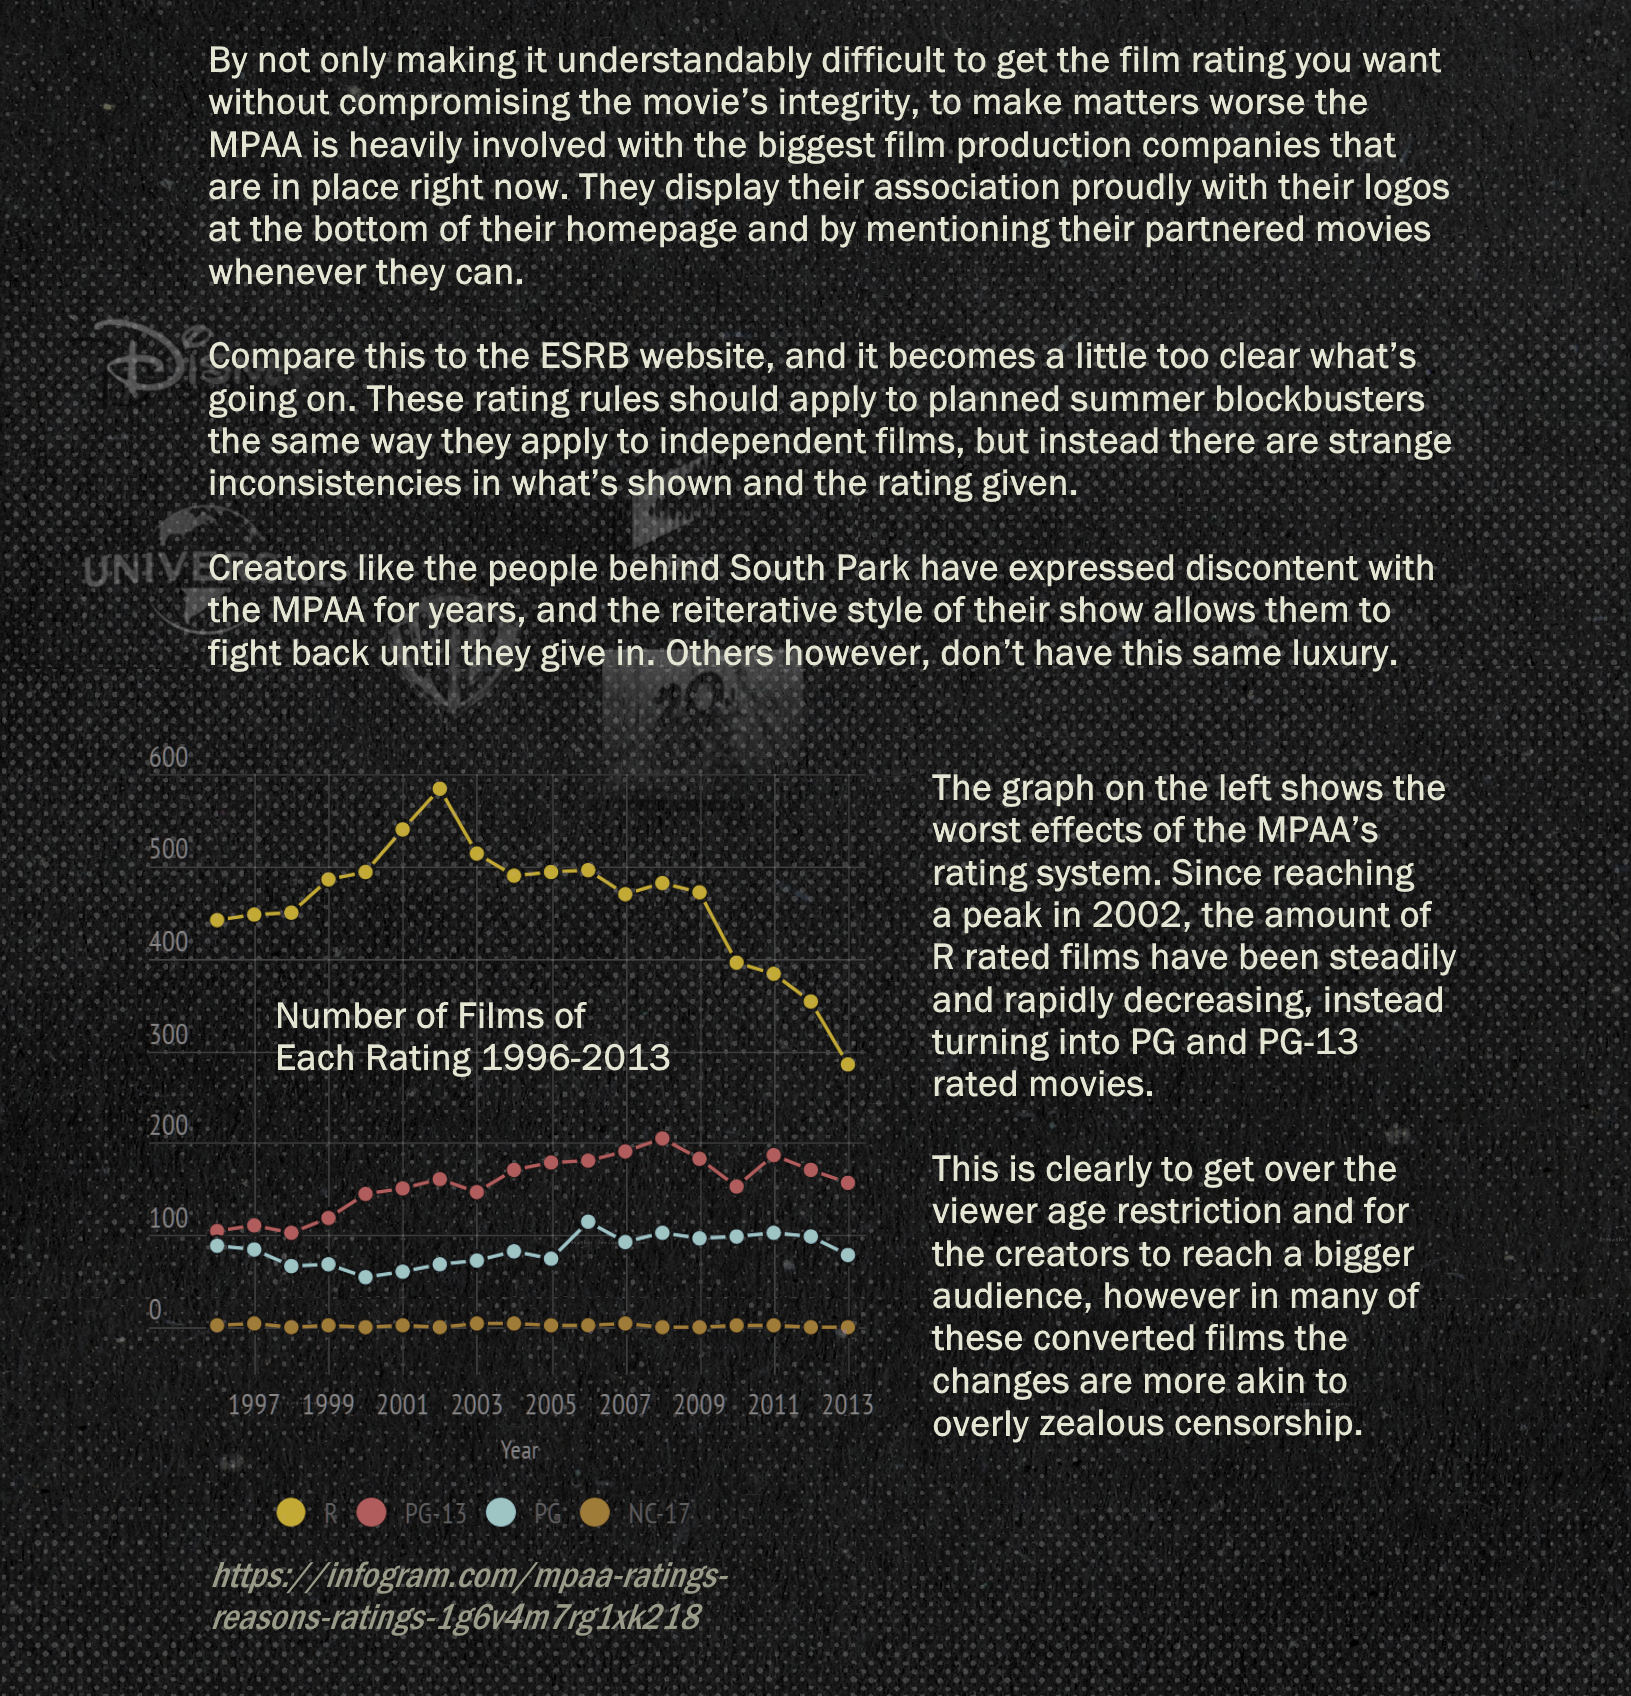 By not only making it understandably difficult to get the film rating you want
without compromising the movie’s integrity, to make matters worse the
MPAA is heavily involved with the biggest film production companies that
are in place right now. They display their association proudly with their logos
at the bottom of their homepage and by mentioning their partnered movies
whenever they can.
Compare this to the ESRB website, and it becomes a little too clear what’s
going on. These rating rules should apply to planned summer blockbusters
the same way they apply to independent films, but instead there are strange
inconsistencies in what’s shown and the rating given.
Creators like the people behind South Park have expressed discontent with
the MPAA for years, and the reiterative style of their show allows them to
fight back until they give in. Others however, don’t have this same luxury.
600
500
400
300
200
100
0
Number of Films of
Each Rating 1996-2013
1997 1999 2001 2003 2005 2007 2009 2011 2013
Year
R PG-13 PG NC-17
https://infogram.com/mpaa-ratings-
reasons-ratings-1g6v4m7rg1xk218
The graph on the left shows the
worst effects of the MPAA’s
rating system. Since reaching
a peak in 2002, the amount of
R rated films have been steadily
and rapidly decreasing, instead
turning into PG and PG-13
rated movies.
This is clearly to get over the
viewer age restriction and for
the creators to reach a bigger
audience, however in many of
these converted films the
changes are more akin to
overly zealous censorship.